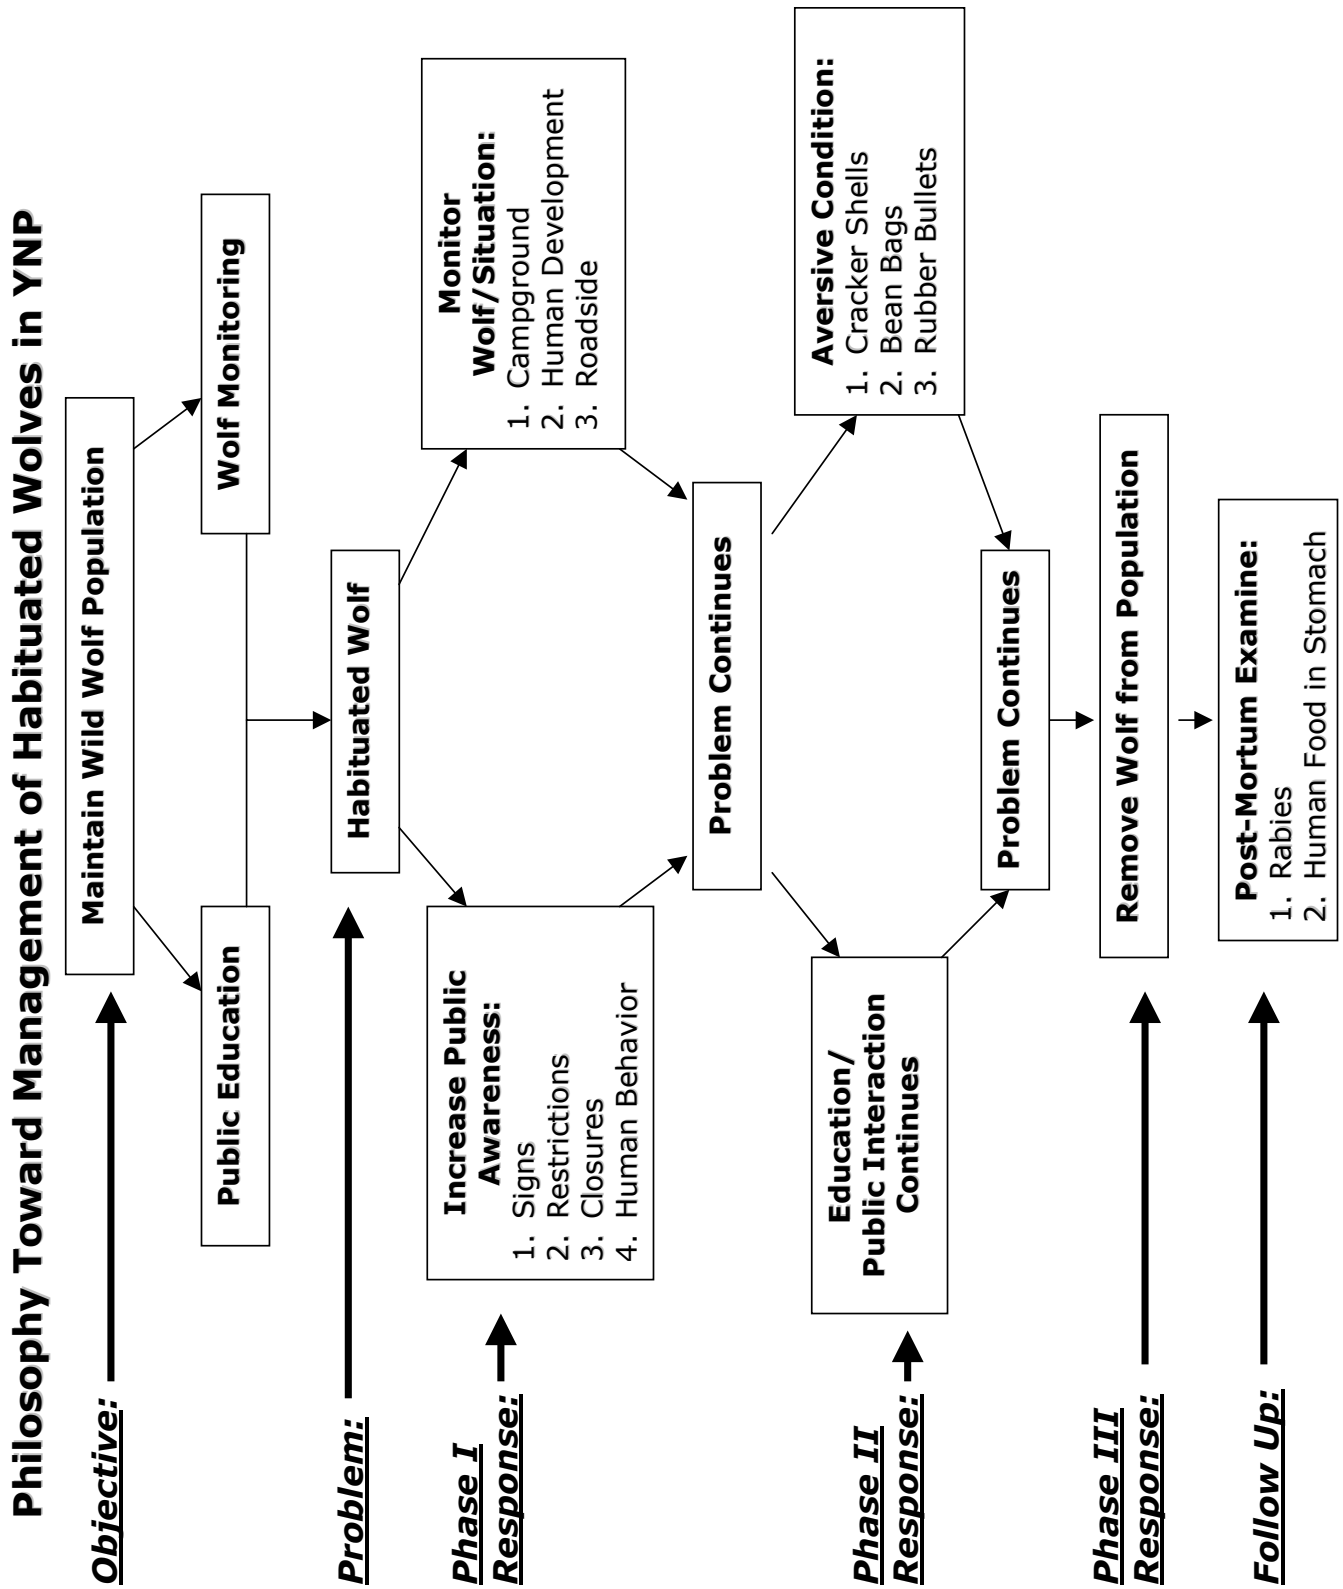 Philosophy Toward Management of Habituated Wolves in YNP
Objective:
Maintain Wild Wolf Population
Public Education
Wolf Monitoring
Problem:
Habituated Wolf
Phase I
Response:
Increase Public
Awareness:
1. Signs
2. Restrictions
3. Closures
4. Human Behavior
Monitor
Wolf/Situation:
1. Campground
2. Human Development
3. Roadside
Problem Continues
Phase II
Response:
Education/
Public Interaction
Continues
Aversive Condition:
1. Cracker Shells
2. Bean Bags
3. Rubber Bullets
Problem Continues
Phase III
Response:
Remove Wolf from Population
Follow Up:
Post-Mortum Examine:
1. Rabies
2. Human Food in Stomach